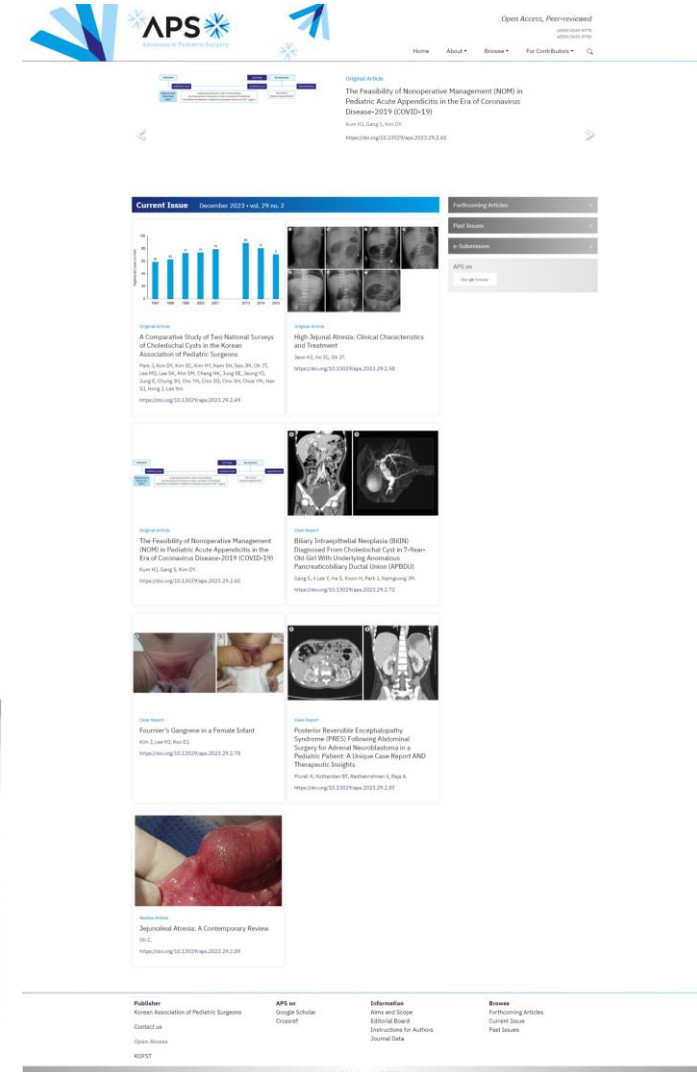 APS
Advances in Pediatric Surgery
Open Access, Peer-reviewed
Home About Browse For Contributors
Original Article
The Feasibility of Nonoperative Management (NOM) in
Pediatric Acute Appendicitis in the Era of Coronavirus
Disease-2019 (COVID-19)
Kum HJ, Gang S, Kim DY.
https://doi.org/10.13029/aps.2023.29.2.65
Current Issue December 2023 • vol. 29 no. 2
Forthcoming Articles
Past Issues
e-Submission
APS on
Google Scholar
Original Article
A Comparative Study of Two National Surveys
of Choledochal Cysts in the Korean
Association of Pediatric Surgeons
https://doi.org/10.13029/aps.2023.29.2.49
Original Article
High Jejunal Atresia: Clinical Characteristics
and Treatment
https://doi.org/10.13029/aps.2023.29.2.58
Original Article
The Feasibility of Nonoperative Management
(NOM) in Pediatric Acute Appendicitis in the
Era of Coronavirus Disease-2019 (COVID-19)
Kum HJ, Gang S, Kim DY.
https://doi.org/10.13029/aps.2023.29.2.65
Case Report
Biliary Intraepithelial Neoplasia (BilIN)
Diagnosed From Choledochal Cyst in 7-Year-
Old Girl With Underlying Anomalous
Pancreaticobiliary Ductal Union (APBDU)
https://doi.org/10.13029/aps.2023.29.2.72
Case Report
Fournier's Gangrene in a Female Infant
https://doi.org/10.13029/aps.2023.29.2.78
Case Report
Posterior Reversible Encephalopathy
Syndrome (PRES) Following Abdominal
Surgery for Adrenal Neuroblastoma in a
Pediatric Patient: A Unique Case Report AND
Therapeutic Insights
https://doi.org/10.13029/aps.2023.29.2.83
Review Article
Jejunoileal Atresia: A Contemporary Review
Oh C.
https://doi.org/10.13029/aps.2023.29.2.89
Publisher
Korean Association of Pediatric Surgeons
Contact us
Open Access
KOFST
APS on
Google Scholar
Crossref
Information
Aims and Scope
Editorial Board
Instructions for Authors
Journal Data
Browse
Forthcoming Articles
Current Issue
Past Issues